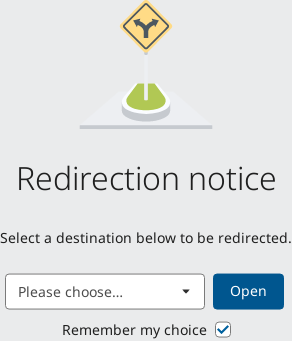 Redirection notice
Select a destination below to be redirected.
Please choose...
Open
Remember my choice